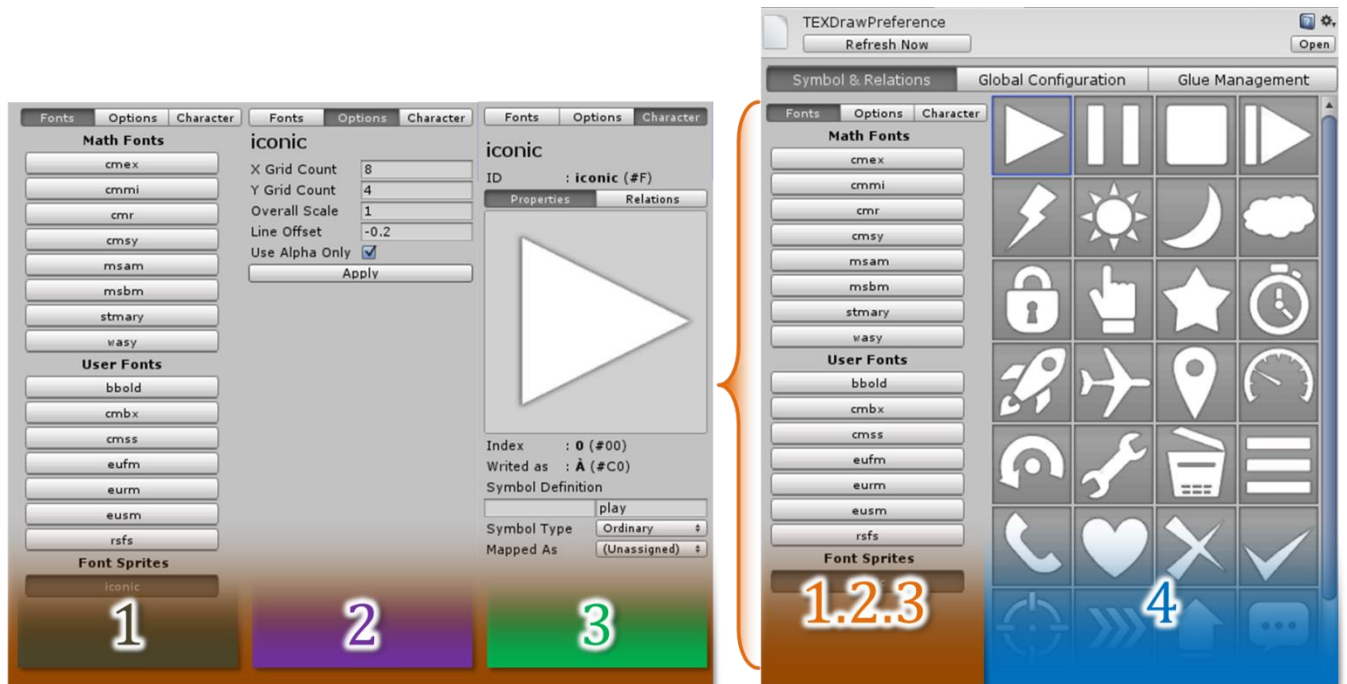 Fonts Options Character
Math Fonts
cmex
cmmi
cmr
cmsy
msam
msbm
stmary
wasy
User Fonts
bbold
cmbx
cmss
eufm
eurm
eusm
rsfs
Font Sprites
iconic
1
Fonts Options Character
iconic
X Grid Count 8
Y Grid Count 4
Overall Scale 1
Line Offset -0.2
Use Alpha Only
Apply
2
Fonts Options Character
iconic
ID : iconic (#F)
Properties Relations
Index : 0 (#00)
Writed as : À (#C0)
Symbol Definition
play
Symbol Type Ordinary
Mapped As (Unassigned)
3
TEXDrawPreference
Refresh Now Open
Symbol & Relations Global Configuration Glue Management
Fonts Options Character
Math Fonts
cmex
cmmi
cmr
cmsy
msam
msbm
stmary
wasy
User Fonts
bbold
cmbx
cmss
eufm
eurm
eusm
rsfs
Font Sprites
1.2.3
4